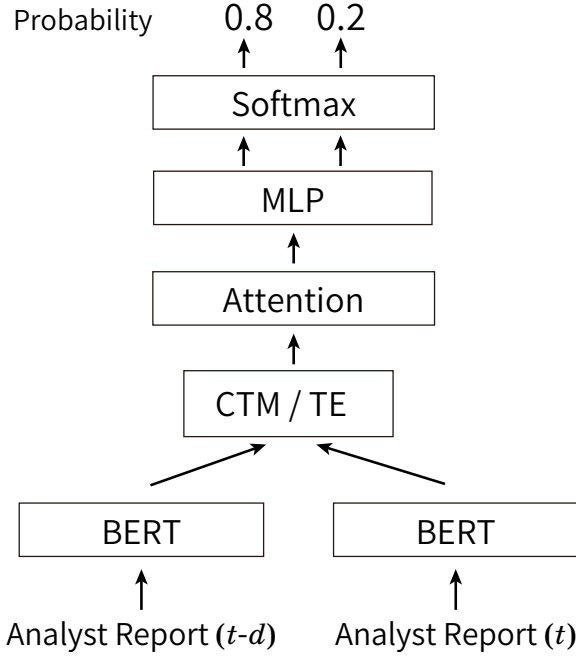 Probability 0.8 0.2
Softmax
MLP
Attention
CTM / TE
BERT BERT
Analyst Report (t-d) Analyst Report (t)